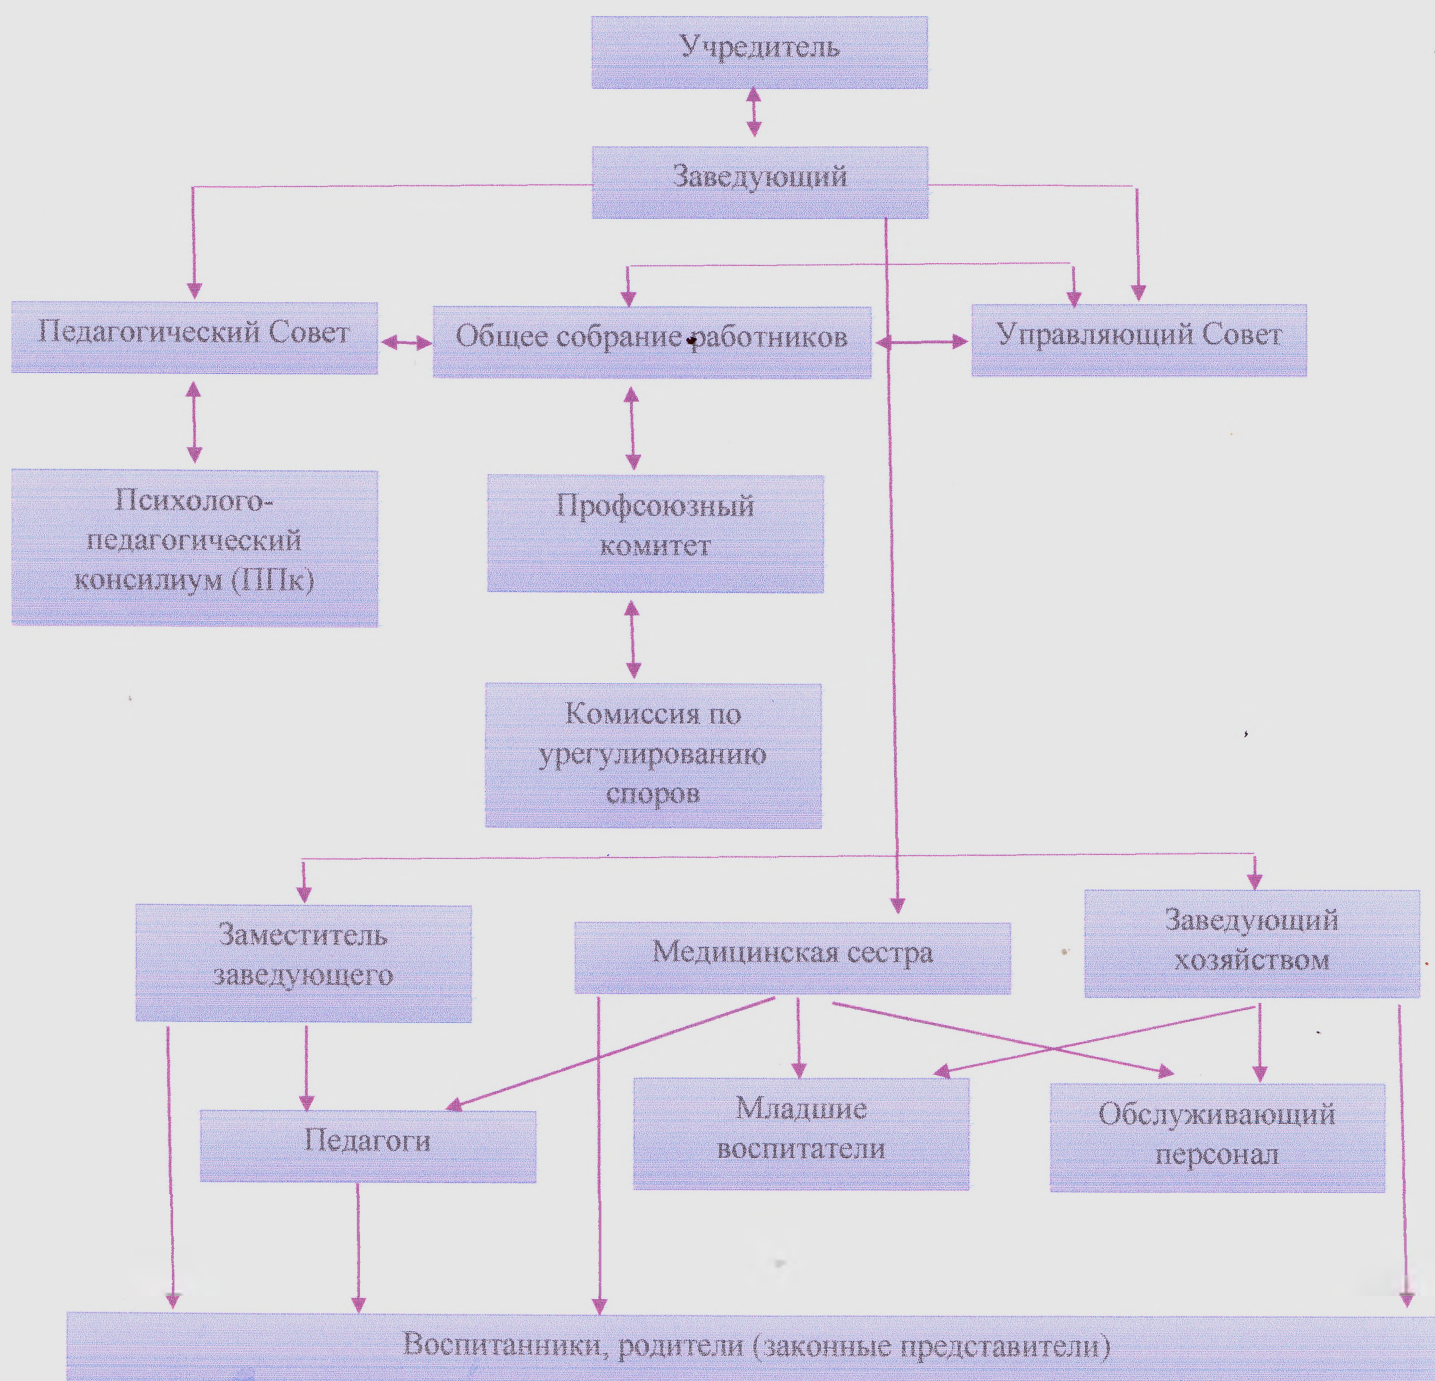 Учредитель
Заведующий
Педагогический Совет
Общее собрание работников
Управляющий Совет
Психолого-
педагогический
консилиум (ППк)
Профсоюзный
комитет
Комиссия по
урегулированию
споров
Заместитель
заведующего
Медицинская сестра
Заведующий
хозяйством
Педагоги
Младшие
воспитатели
Обслуживающий
персонал
Воспитанники, родители (законные представители)